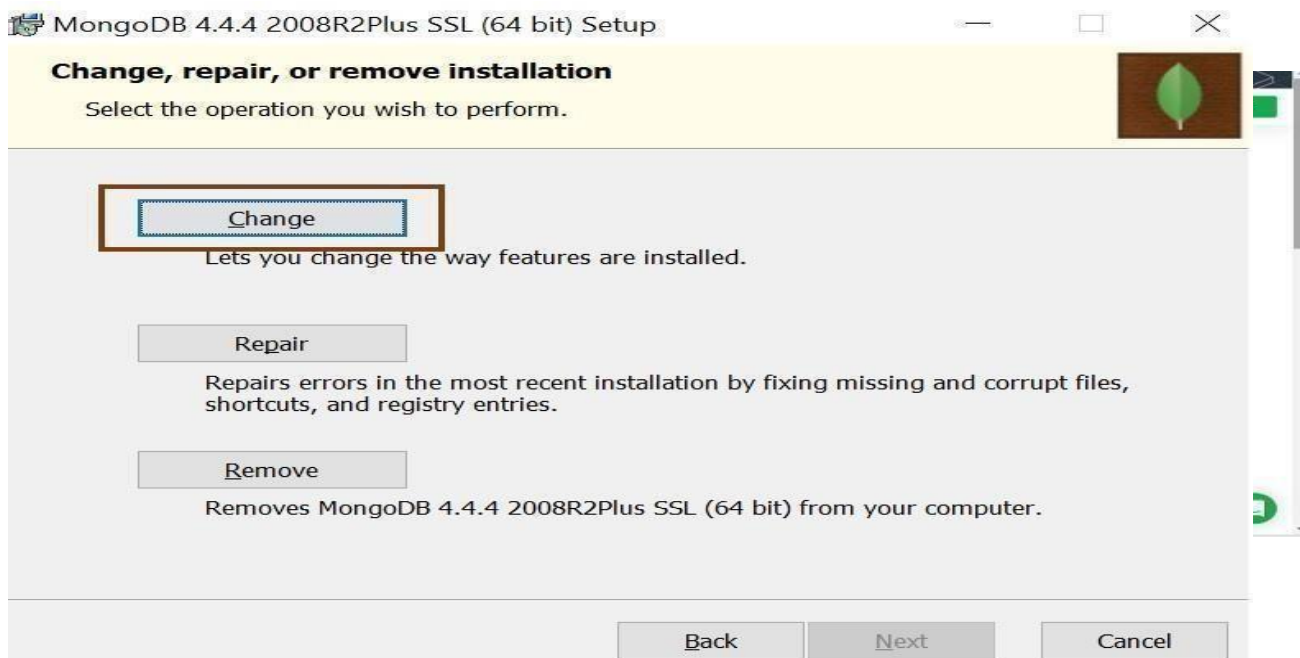 MongoDB 4.4.4 2008R2Plus SSL (64 bit) Setup
Change, repair, or remove installation
Select the operation you wish to perform.
Change
Lets you change the way features are installed.
Repair
Repairs errors in the most recent installation by fixing missing and corrupt files,
shortcuts, and registry entries.
Remove
Removes MongoDB 4.4.4 2008R2Plus SSL (64 bit) from your computer.
Back Next Cancel